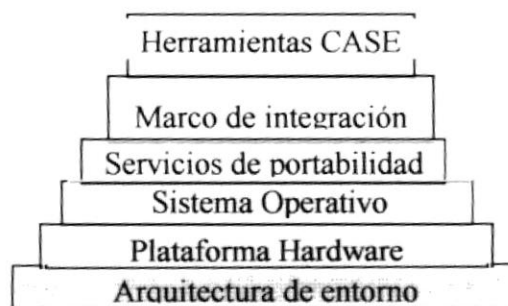 Herramientas CASE
Marco de integración
Servicios de portabilidad
Sistema Operativo
Plataforma Hardware
Arquitectura de entorno